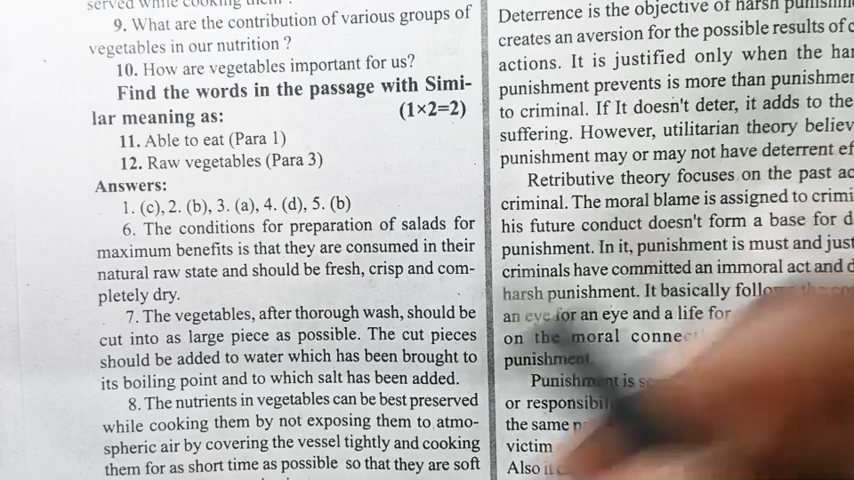 served while cooking them ?
9. What are the contribution of various groups of
vegetables in our nutrition ?
10. How are vegetables important for us?
Find the words in the passage with Simi-
lar meaning as: (1×2=2)
11. Able to eat (Para 1)
12. Raw vegetables (Para 3)
Answers:
1. (c), 2. (b), 3. (a), 4. (d), 5. (b)
6. The conditions for preparation of salads for
maximum benefits is that they are consumed in their
natural raw state and should be fresh, crisp and com-
pletely dry.
7. The vegetables, after thorough wash, should be
cut into as large piece as possible. The cut pieces
should be added to water which has been brought to
its boiling point and to which salt has been added.
8. The nutrients in vegetables can be best preserved
while cooking them by not exposing them to atmo-
spheric air by covering the vessel tightly and cooking
them for as short time as possible so that they are soft
Deterrence is the objective of harsh
creates an aversion for the possible results of
actions. It is justified only when the
punishment prevents is more than
to criminal. If It doesn't deter, it adds to the
suffering. However, utilitarian theory
punishment may or may not have deterrent
Retributive theory focuses on the past
criminal. The moral blame is assigned to
his future conduct doesn't form a base for
punishment. In it, punishment is must and just
criminals have committed an immoral act and
harsh punishment. It basically
an eye for an eye and a life for
on the moral
punishment.
Punishment is
or
the same
victim
Also it